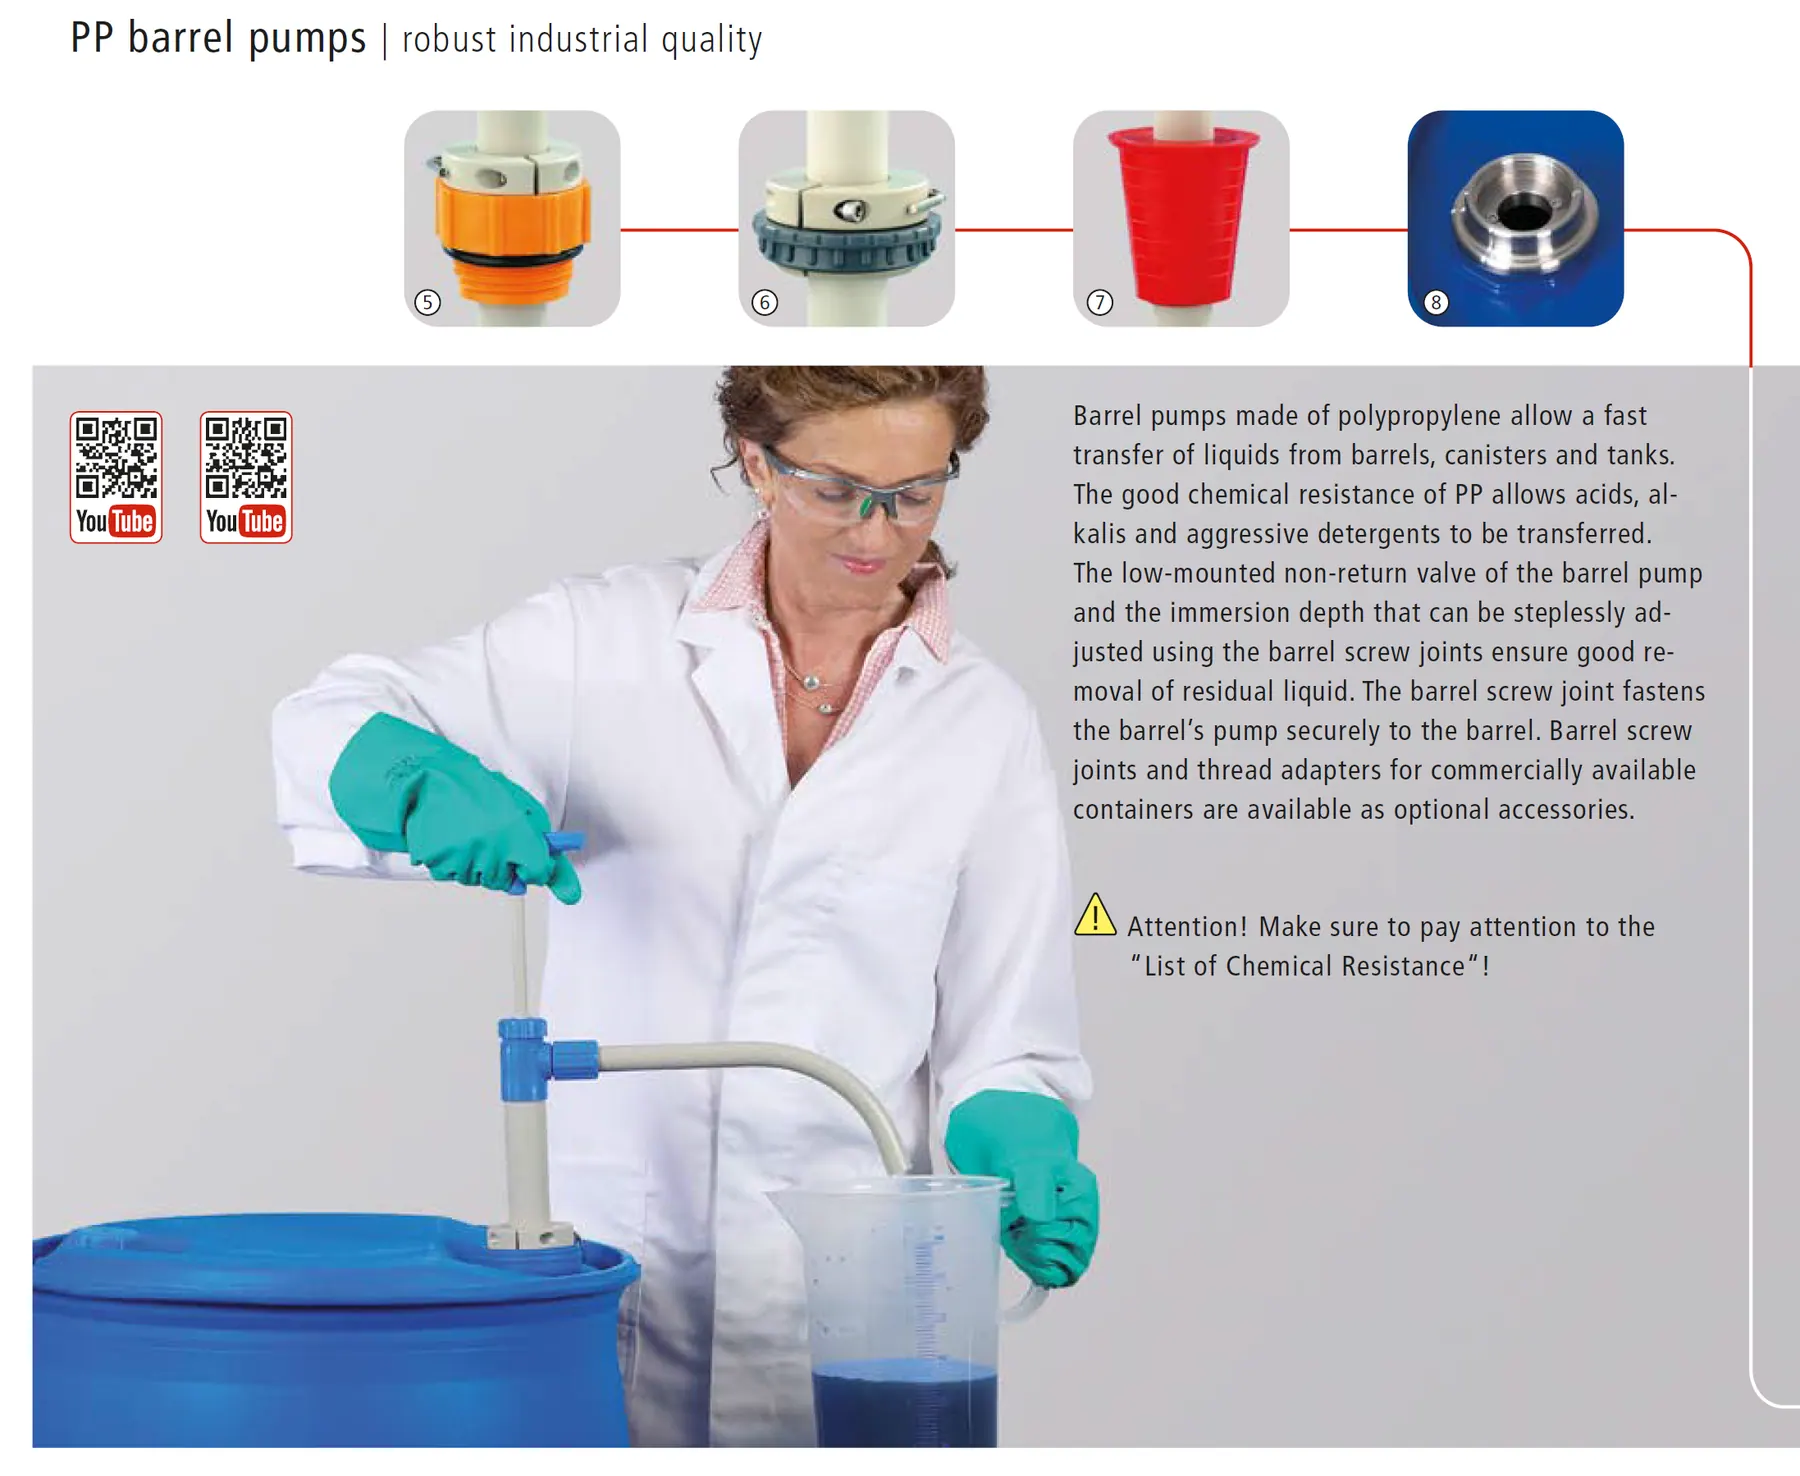 PP barrel pumps | robust industrial quality
5
6
7
8
YouTube
YouTube
Barrel pumps made of polypropylene allow a fast
transfer of liquids from barrels, canisters and tanks.
The good chemical resistance of PP allows acids, al-
kalis and aggressive detergents to be transferred.
The low-mounted non-return valve of the barrel pump
and the immersion depth that can be steplessly ad-
justed using the barrel screw joints ensure good re-
moval of residual liquid. The barrel screw joint fastens
the barrel’s pump securely to the barrel. Barrel screw
joints and thread adapters for commercially available
containers are available as optional accessories.
! Attention! Make sure to pay attention to the
“List of Chemical Resistance“!